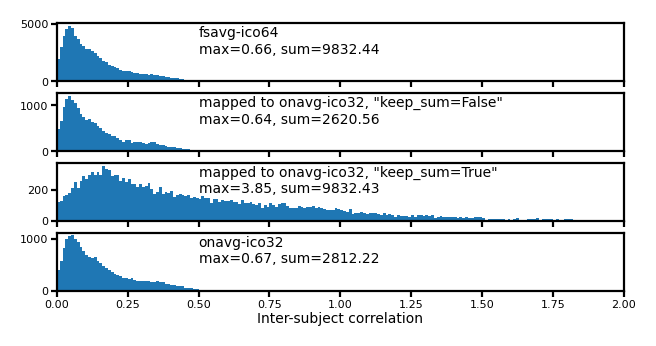 5000
0
fsavg-ico64
max=0.66, sum=9832.44
1000
0
mapped to onavg-ico32, "keep_sum=False"
max=0.64, sum=2620.56
200
0
mapped to onavg-ico32, "keep_sum=True"
max=3.85, sum=9832.43
1000
0
onavg-ico32
max=0.67, sum=2812.22
0.00 0.25 0.50 0.75 1.00 1.25 1.50 1.75 2.00
Inter-subject correlation